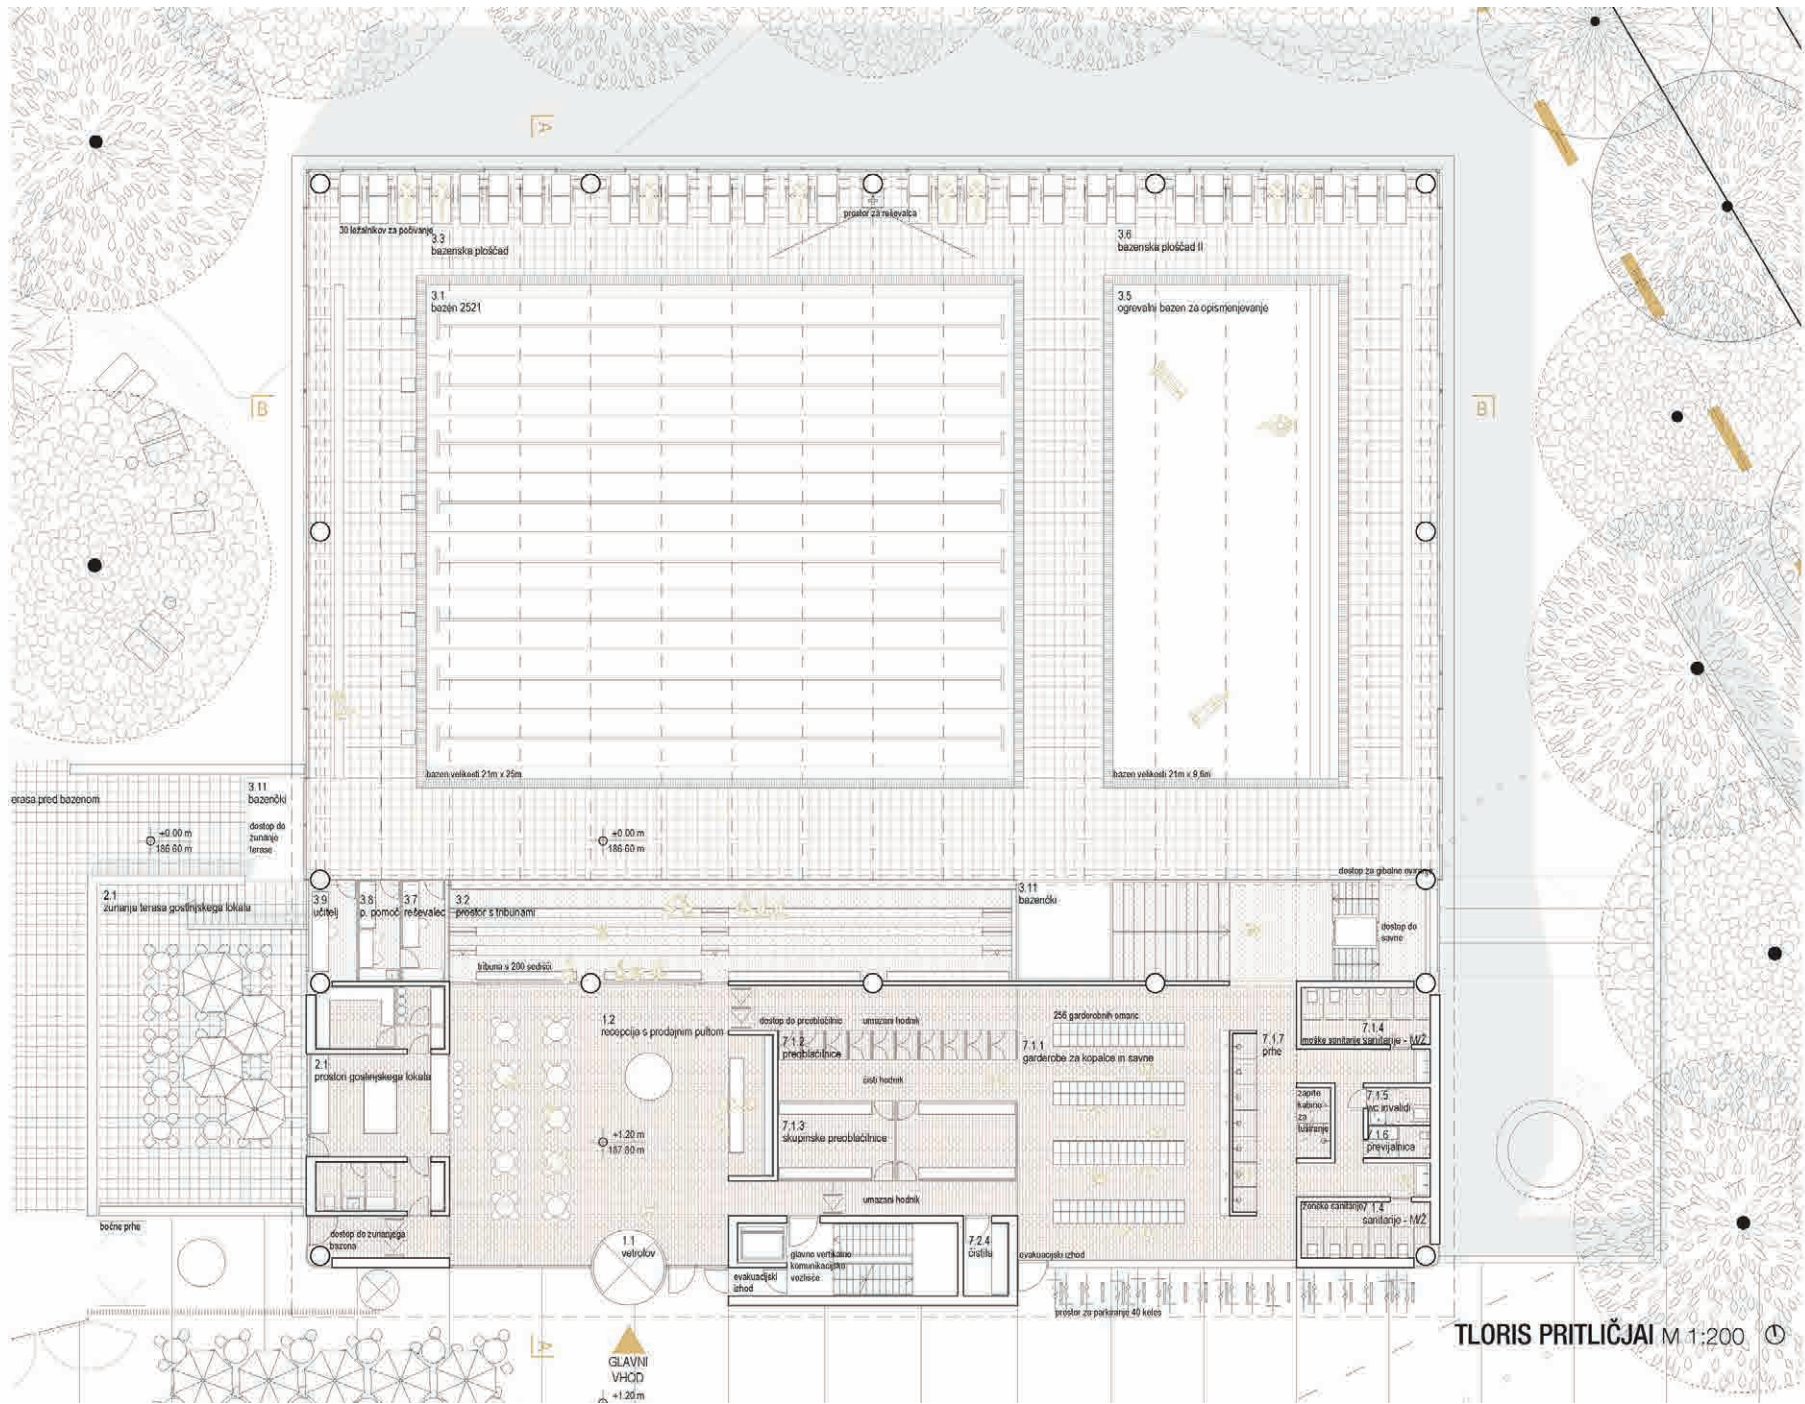 A
prostor za reševalca
30 ležalnikov za počivanje
3.3
bazenska ploščad
3.6
bazenska ploščad II
3.1
bazen 2521
3.5
ogrevalni bazen za opismenjevanje
B
B
bazen velikosti 21m x 25m
bazen velikosti 21m x 9,6m
3.11
bazenčki
erasa pred bazenom
dostop do
zunanje
terase
+0.00 m
186.60 m
+0.00 m
186.60 m
dostop za gibalno
2.1
zunanja terasa gostinjskega lokala
3.9
učitelj
3.8
p. pomoč
3.7
reševalec
3.2
prostor s tribunami
3.11
bazenčki
dostop do
savne
tribuna s 200 sedišči
1.2
recepcija s prodajnim pultom
dostop do preoblačilnic
umazani hodnik
256 garderobnih omaric
7.1.2
preoblačilnice
7.1.1
garderobe za kopalce in savne
7.1.7
prhe
7.1.4
moške sanitarije
sanitarije - M/Ž
2.1
prostori gostinjskega lokala
čisti hodnik
zaprte
kabine
za
tuširanje
7.1.5
wc invalidi
7.1.3
skupinske preoblačilnice
7.1.6
previjalnica
+1.20 m
187.80 m
umazani hodnik
ženske sanitarije
7.1.4
sanitarije - M/Ž
bočne prhe
dostop do zunanjega
bazena
1.1
vetrolov
glavno vertikalno
komunikacijsko
vozlišče
7.2.4
čistila
evakuacijski
izhod
evakuacijski izhod
prostor za parkiranje 40 koles
A
GLAVNI
VHOD
+1.20 m
TLORIS PRITLIČJAI M 1:200